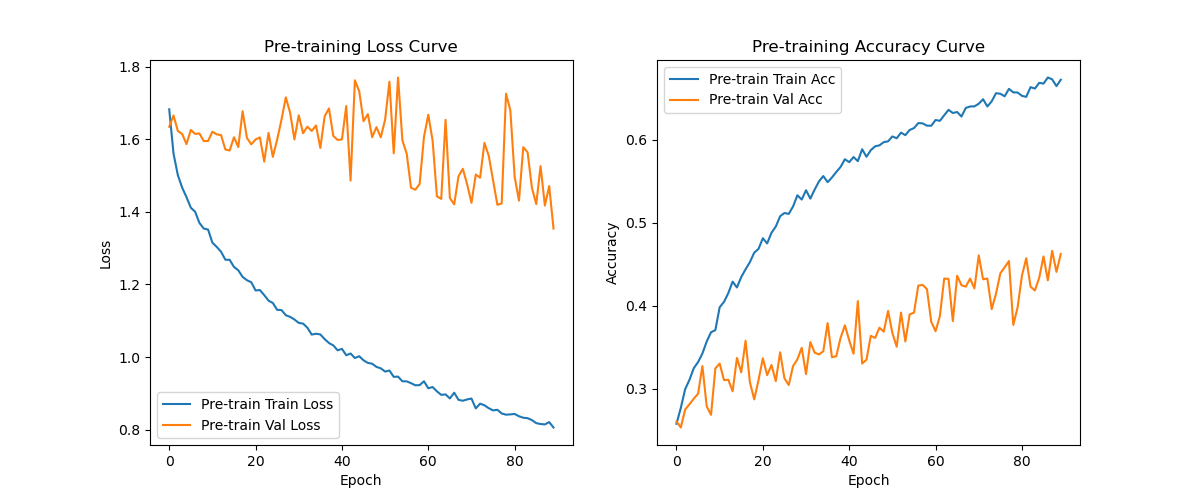 Pre-training Loss Curve
1.8
1.6
1.4
1.2
1.0
0.8
Loss
Pre-train Train Loss
Pre-train Val Loss
0
20
40
60
80
Epoch
Pre-training Accuracy Curve
Pre-train Train Acc
Pre-train Val Acc
0.6
0.5
0.4
0.3
Accuracy
0
20
40
60
80
Epoch